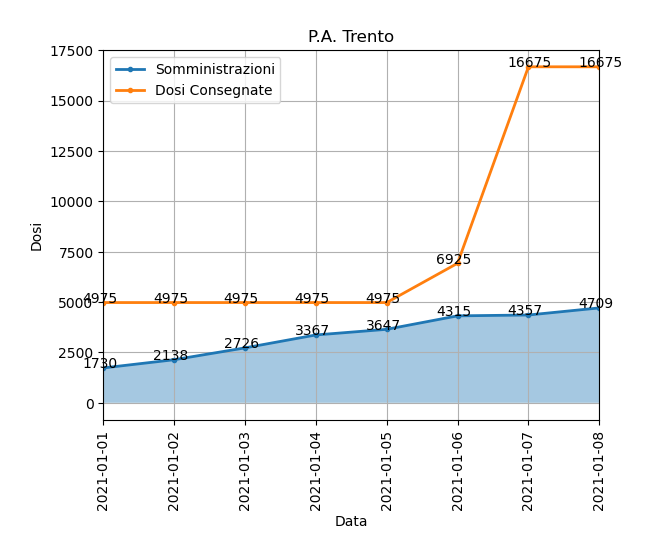 P.A. Trento
Somministrazioni
Dosi Consegnate
17500
15000
12500
10000
7500
5000
2500
0
Dosi
16675 16675
6925
4975 4975 4975 4975 4975
1730 2138 2726 3367 3647 4315 4357 4709
2021-01-01
2021-01-02
2021-01-03
2021-01-04
2021-01-05
2021-01-06
2021-01-07
2021-01-08
Data